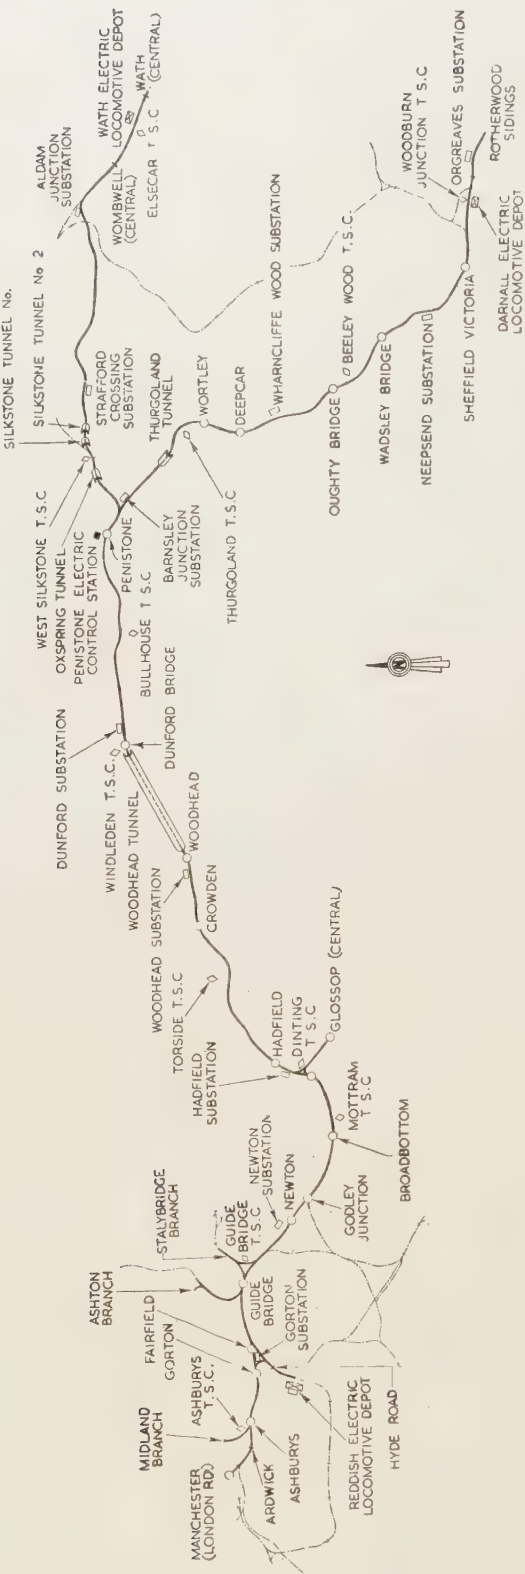 MANCHESTER
(LONDON RD)
ARDWICK
ASHBURYS
MIDLAND
BRANCH
ASHBURYS
T.S.C.
GORTON
FAIRFIELD
REDDISH ELECTRIC
LOCOMOTIVE DEPOT
HYDE ROAD
GORTON
SUBSTATION
GUIDE
BRIDGE
ASHTON
BRANCH
STALYBRIDGE
BRANCH
GUIDE
BRIDGE
T.S.C
NEWTON
SUBSTATION
NEWTON
GODLEY
JUNCTION
BROADBOTTOM
MOTTRAM
T S C
HADFIELD
SUBSTATION
HADFIELD
DINTING
T S C
GLOSSOP (CENTRAL)
TORSIDE T.S.C
CROWDEN
WOODHEAD SUBSTATION
WOODHEAD
WOODHEAD TUNNEL
WINDLEDEN T.S.C.
DUNFORD SUBSTATION
DUNFORD BRIDGE
BULLHOUSE T S.C
PENISTONE
PENISTONE ELECTRIC
CONTROL STATION
OXSPRING TUNNEL
WEST SILKSTONE T.S.C
BARNSLEY
JUNCTION
SUBSTATION
SILKSTONE TUNNEL No.
SILKSTONE TUNNEL No 2
STRAFFORD
CROSSING
SUBSTATION
ALDAM
JUNCTION
SUBSTATION
WOMBWELL
(CENTRAL)
WATH ELECTRIC
LOCOMOTIVE DEPOT
ELSECAR T S.C
WATH
(CENTRAL)
THURGOLAND
TUNNEL
THURGOLAND T.S.C
WORTLEY
DEEPCAR
WHARNCLIFFE WOOD SUBSTATION
OUGHTY BRIDGE
BEELEY WOOD T.S.C.
WADSLEY BRIDGE
NEEPSEND SUBSTATION
SHEFFIELD VICTORIA
WOODBURN
JUNCTION T S C
ORGREAVES SUBSTATION
DARNALL ELECTRIC
LOCOMOTIVE DEPOT
ROTHERWOOD
SIDINGS
N